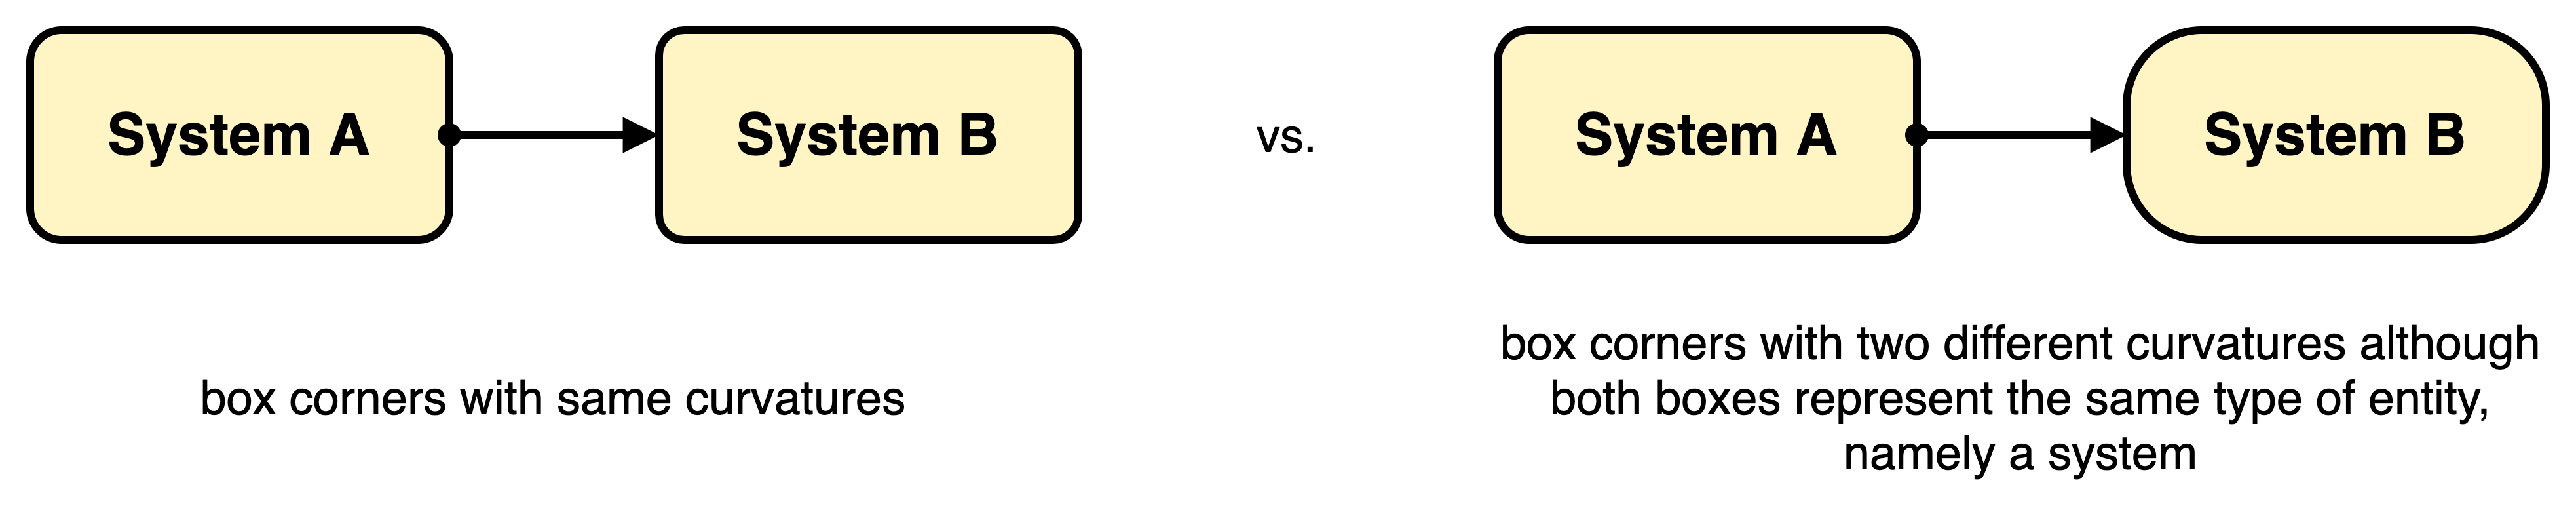 System A
System B
vs.
System A
System B
box corners with same curvatures
box corners with two different curvatures although
both boxes represent the same type of entity,
namely a system